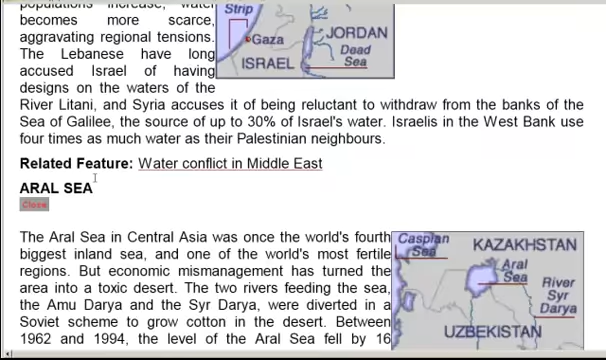 populations increase, water
becomes more scarce,
aggravating regional tensions.
The Lebanese have long
accused Israel of having
designs on the waters of the
River Litani, and Syria accuses it of being reluctant to withdraw from the banks of the
Sea of Galilee, the source of up to 30% of Israel's water. Israelis in the West Bank use
four times as much water as their Palestinian neighbours.
Strip
Gaza
JORDAN
Dead
Sea
ISRAEL
Related Feature: Water conflict in Middle East
ARAL SEA
Close
The Aral Sea in Central Asia was once the world's fourth
biggest inland sea, and one of the world's most fertile
regions. But economic mismanagement has turned the
area into a toxic desert. The two rivers feeding the sea,
the Amu Darya and the Syr Darya, were diverted in a
Soviet scheme to grow cotton in the desert. Between
1962 and 1994, the level of the Aral Sea fell by 16
Caspian
Sea
KAZAKHSTAN
Aral
Sea
River
Syr
Darya
UZBEKISTAN